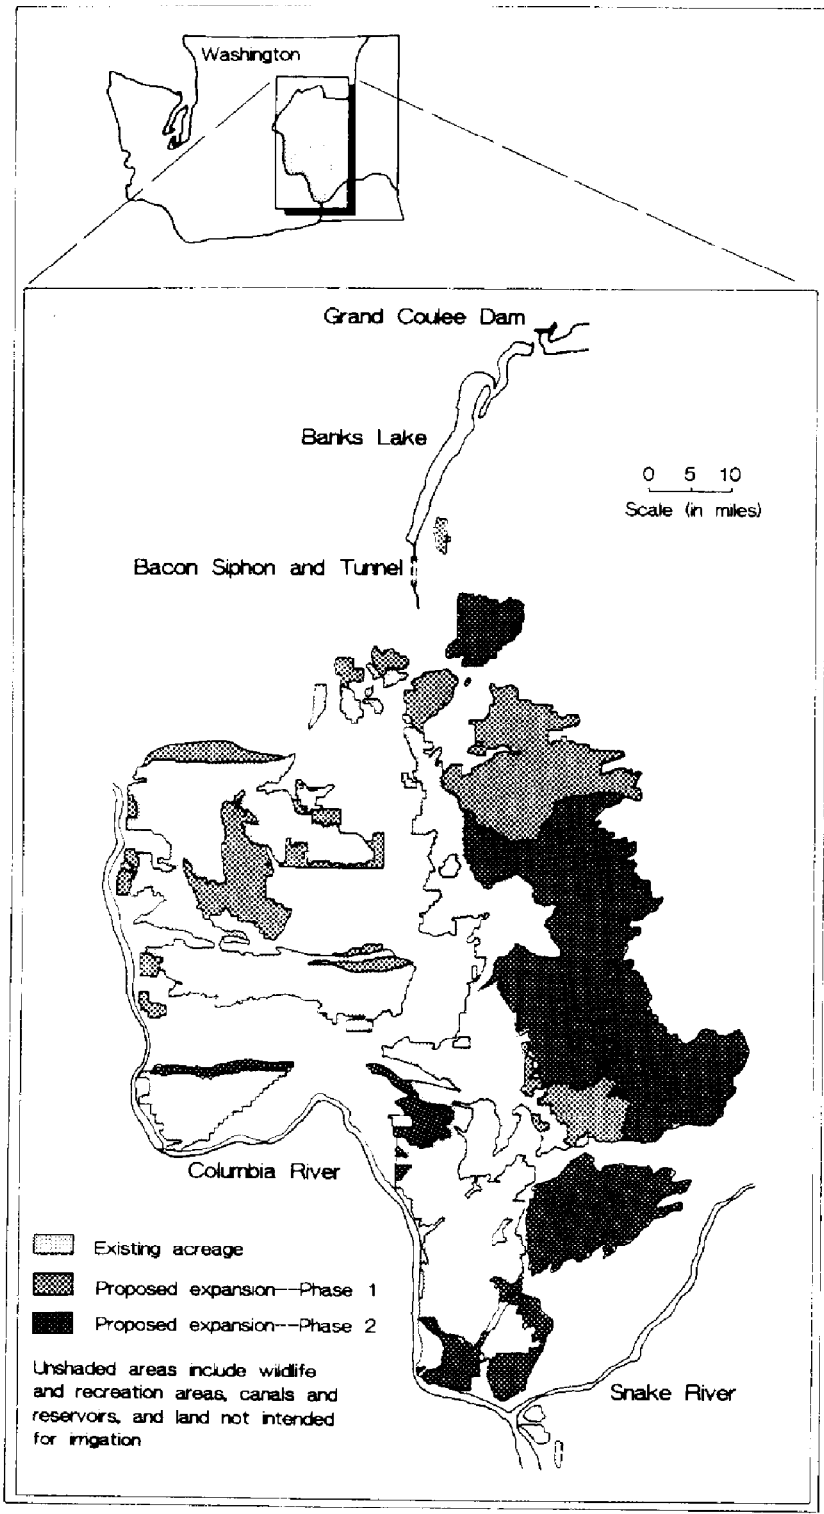 Washington
Grand Coulee Dam
Banks Lake
0 5 10
Scale (in miles)
Bacon Siphon and Tunnel
Columbia River
Existing acreage
Proposed expansion--Phase 1
Proposed expansion--Phase 2
Unshaded areas include wildlife
and recreation areas, canals and
reservoirs, and land not intended
for irrigation
Snake River